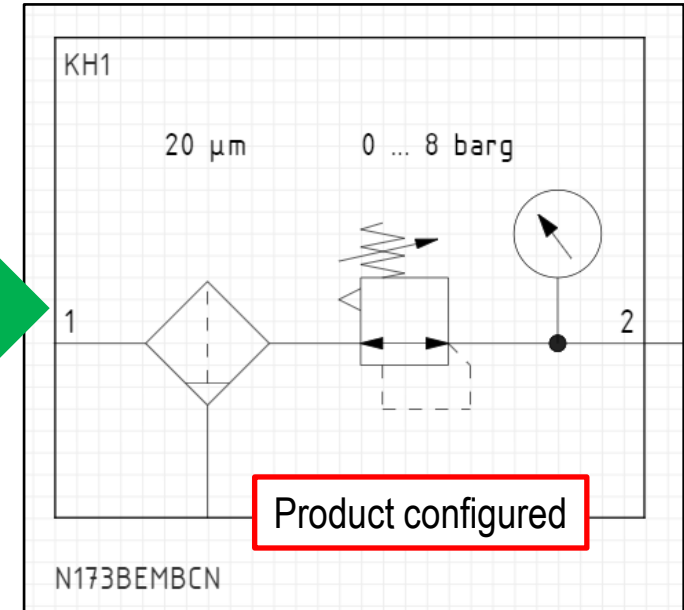 KH1
20 µm
0 ... 8 barg
1
2
Product configured
N173BEMBCN